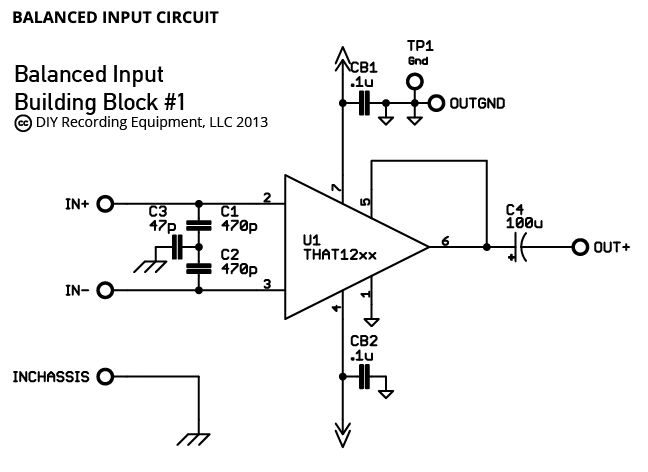 BALANCED INPUT CIRCUIT
Balanced Input
Building Block #1
cc DIY Recording Equipment, LLC 2013
TP1
Gnd
CB1
.1u
OUTGND
7
5
IN+
2
C3
47p
C1
470p
C2
470p
U1
THAT12xx
6
C4
100u
+
OUT+
IN-
3
4
1
CB2
.1u
INCHASSIS